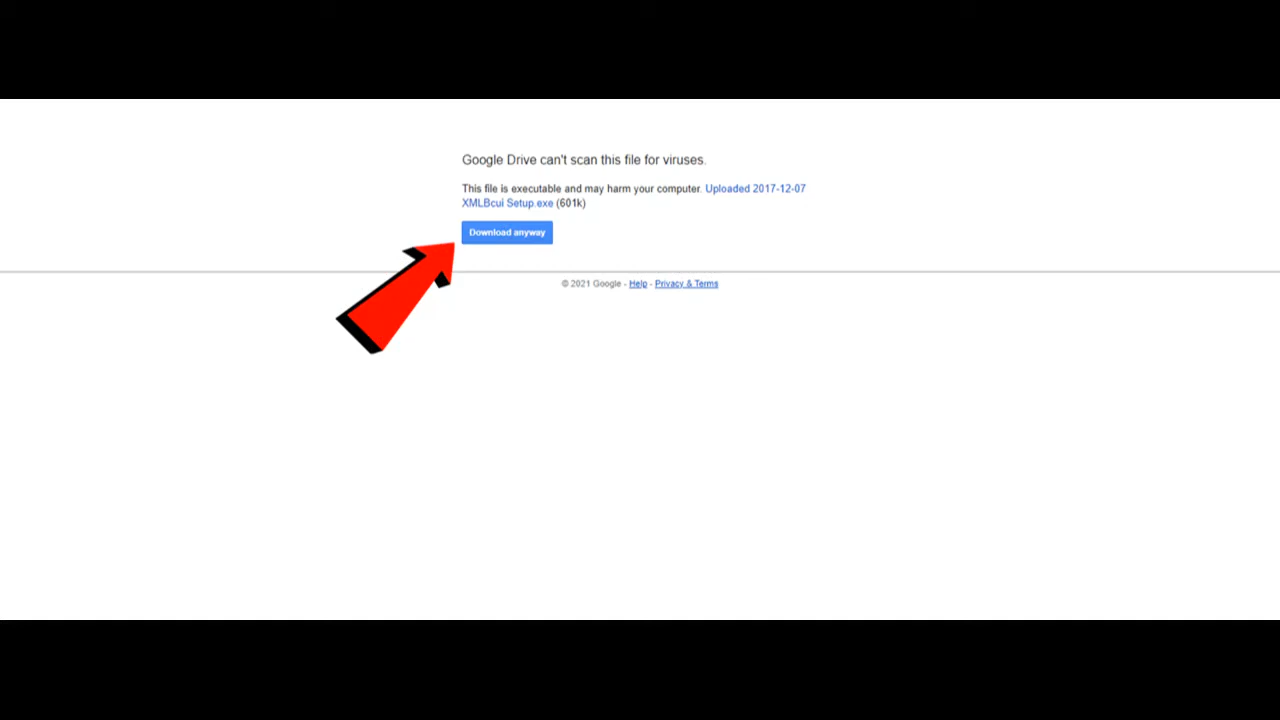 Google Drive can't scan this file for viruses.
This file is executable and may harm your computer. Uploaded 2017-12-07
XMLBcui Setup.exe (601k)
Download anyway
© 2021 Google - Help - Privacy & Terms